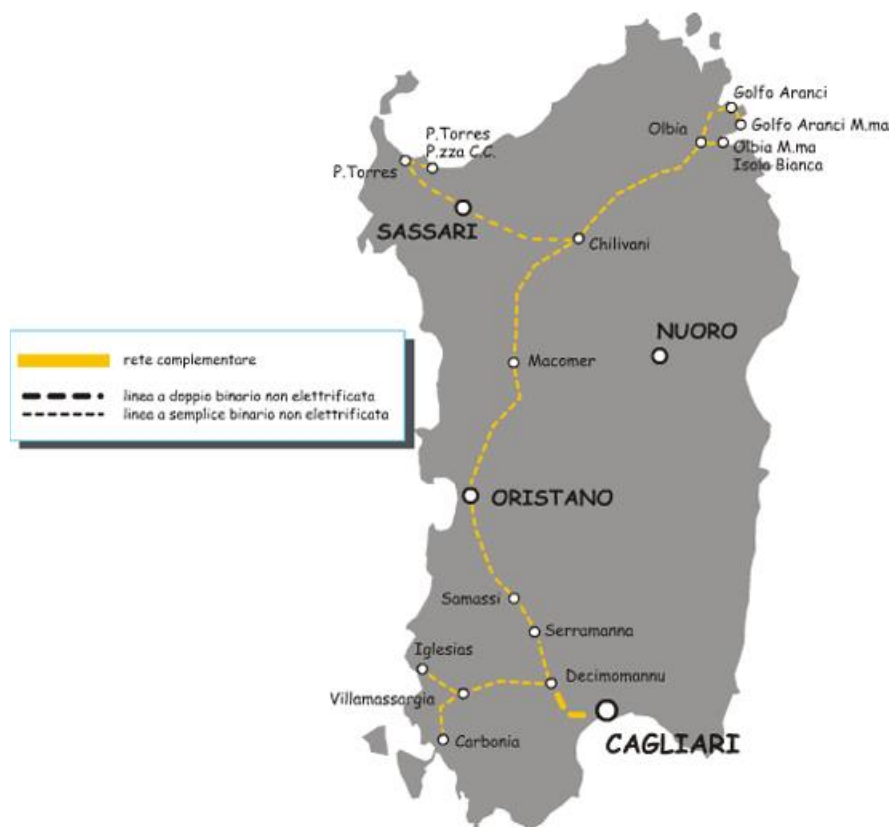 Golfo Aranci
Golfo Aranci M.ma
Olbia
Olbia M.ma
Isola Bianca
P.Torres
P.zza C.C.
P.Torres
SASSARI
Chilivani
NUORO
Macomer
rete complementare
linea a doppio binario non elettrificata
linea a semplice binario non elettrificata
ORISTANO
Samassi
Serramanna
Iglesias
Decimomannu
Villamassargia
Carbonia
CAGLIARI